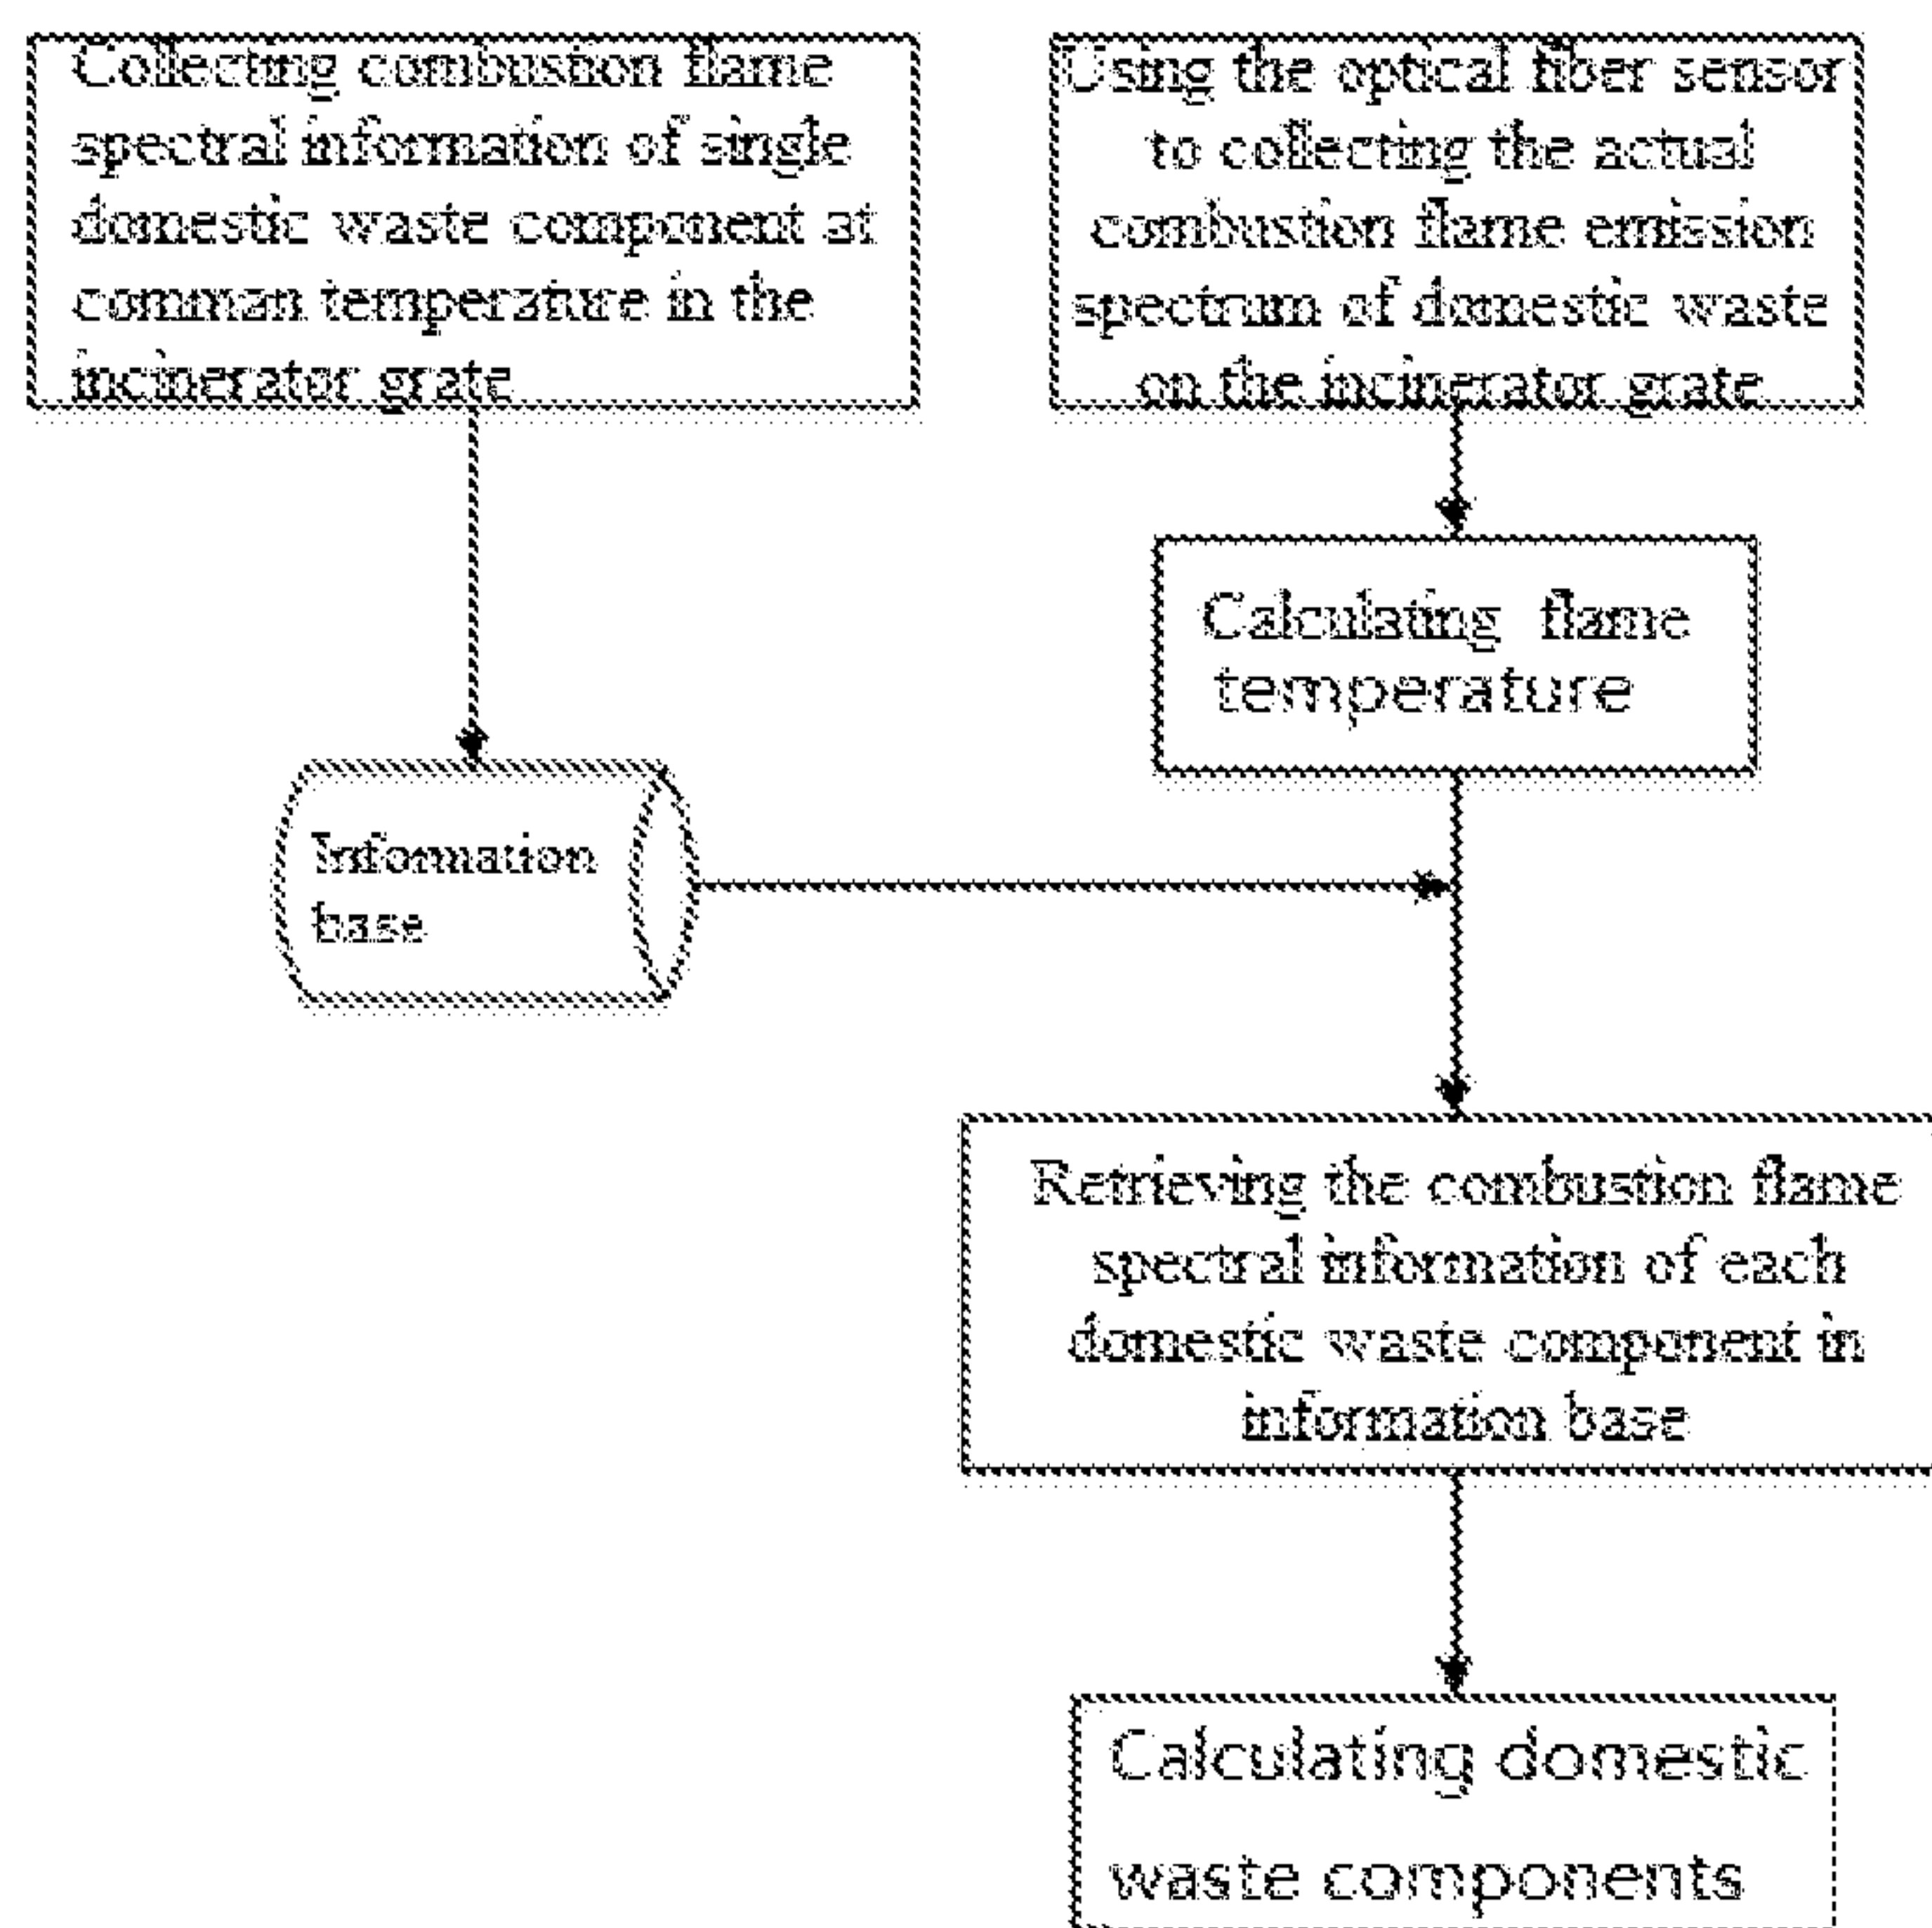 Collecting combustion flame
spectral information of single
domestic waste component at
comman temperature in the
incinerator grate
Using the optical fiber sensor
to collecting the actual
combustion flame emission
spectrum of domestic waste
on the incinerator grate
Calculating flame
temperature
Information
base
Retrieving the combustion flame
spectral information of each
domestic waste component in
information base
Calculating domestic
waste components